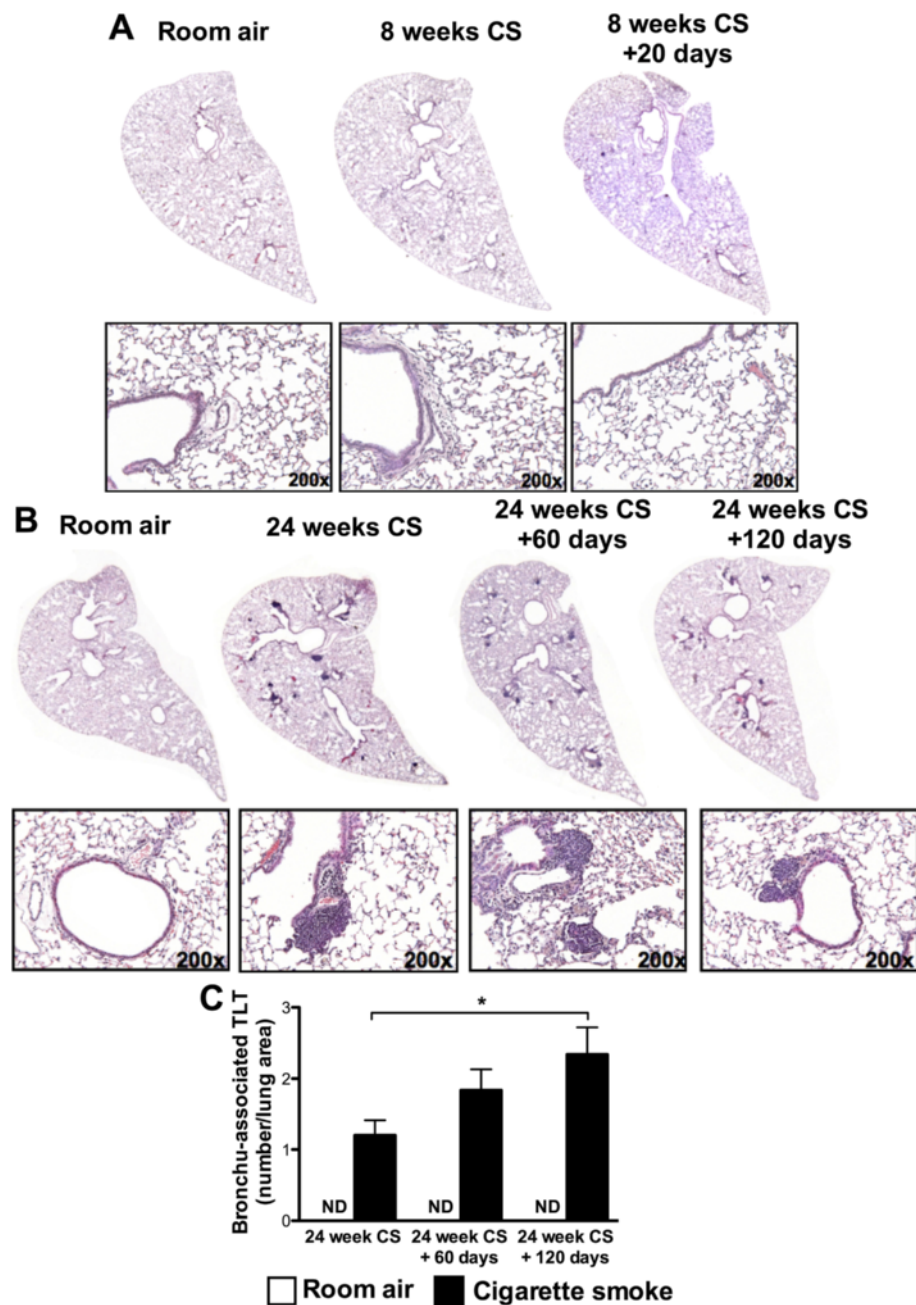 A
Room air
8 weeks CS
8 weeks CS
+20 days
200x
200x
200x
B
Room air
24 weeks CS
24 weeks CS
+60 days
24 weeks CS
+120 days
200x
200x
200x
200x
C
Bronchu-associated TLT
(number/lung area)
3
2
1
0
*
ND
ND
ND
24 week CS
24 week CS
+ 60 days
24 week CS
+ 120 days
Room air
Cigarette smoke